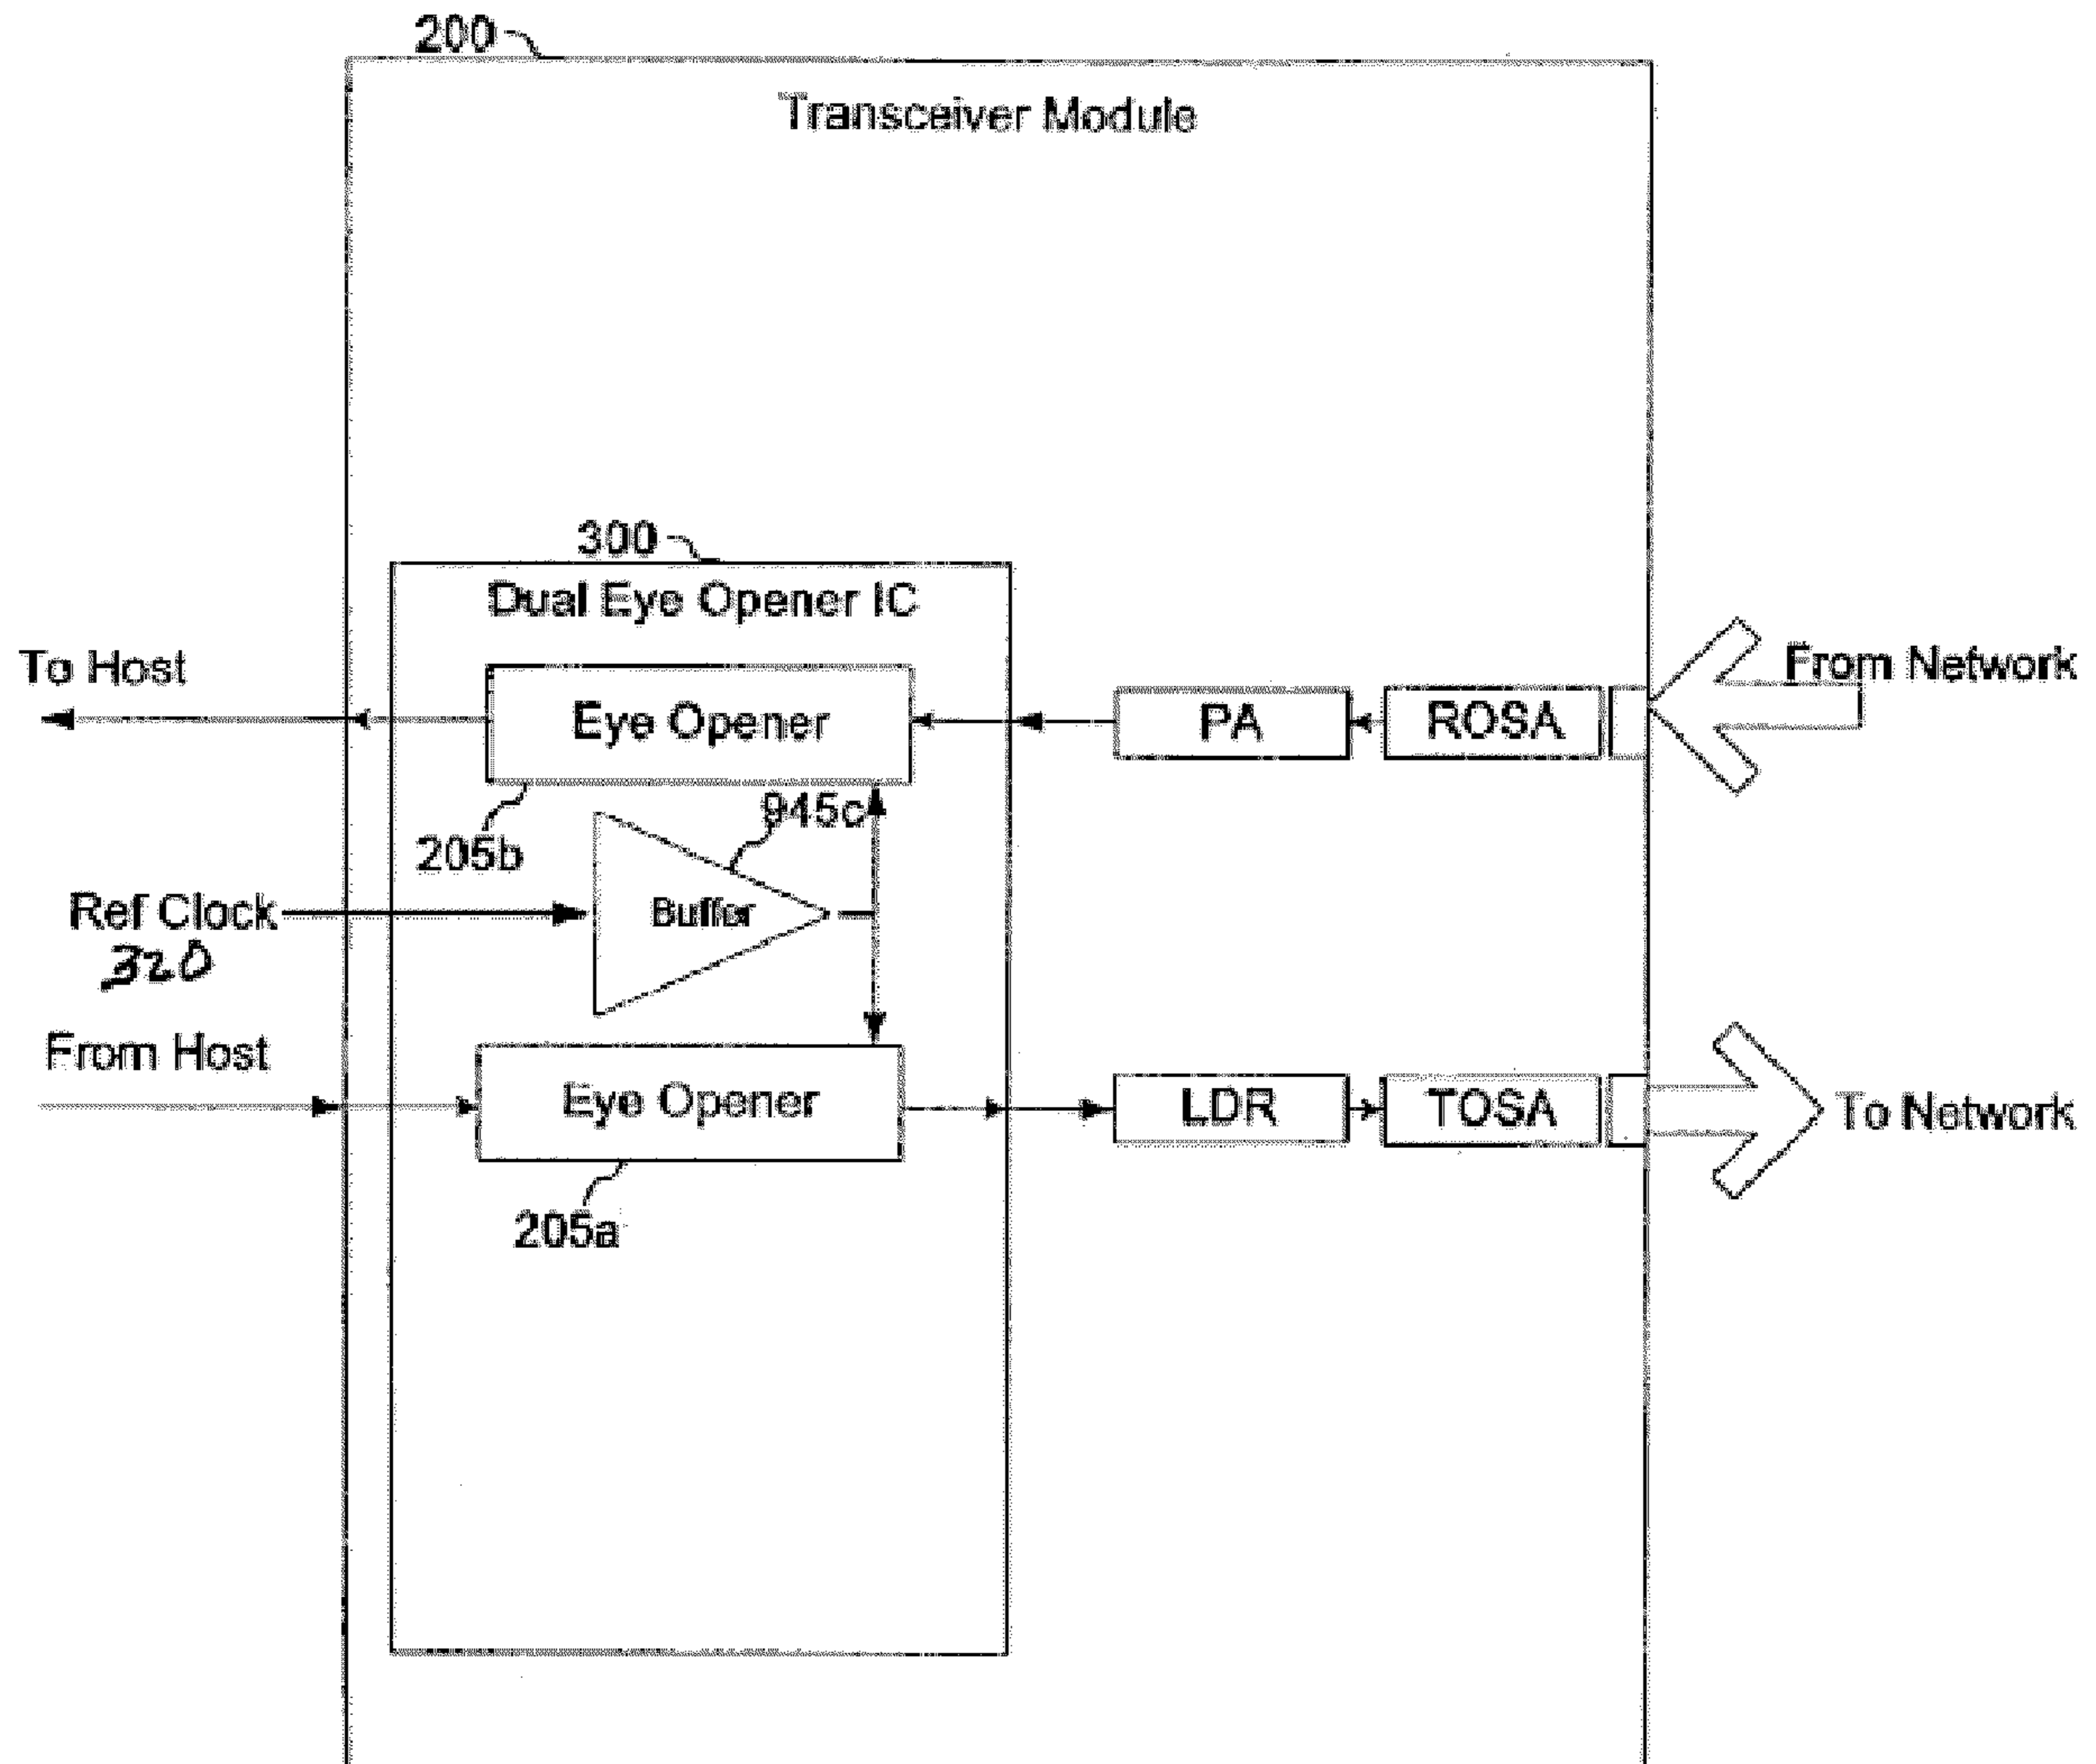 200
Transceiver Module
300
Dual Eye Opener IC
To Host
From Network
Eye Opener
PA
ROSA
945c
205b
Ref Clock
Buffer
320
From Host
Eye Opener
LDR
TOSA
To Network
205a